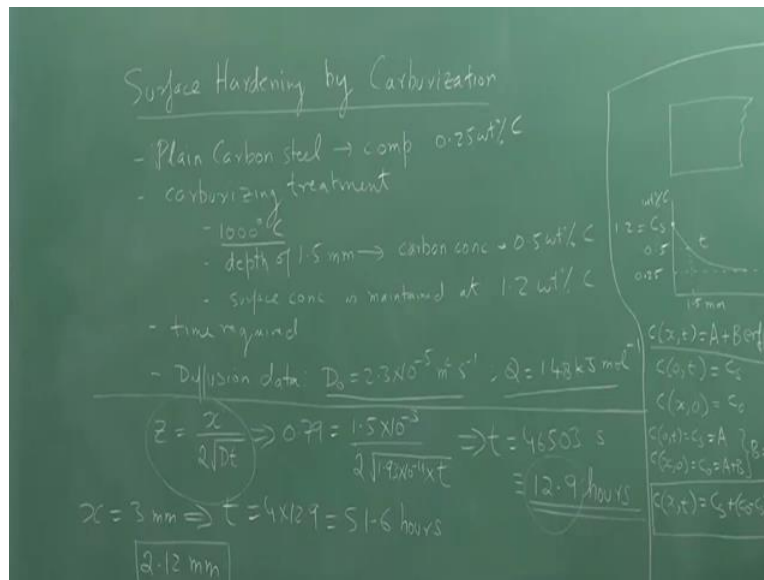 Surface Hardening by Carburization
- Plain Carbon steel → comp 0.25 wt% C
- carburizing treatment
- 1000°C
- depth of 1.5 mm → carbon conc = 0.5 wt% C
- surface conc is maintained at 1.2 wt% C
- time required
- Diffusion data: D₀ = 2.3×10⁻⁵ m² s⁻¹, Q = 148 kJ mol⁻¹
z = x / 2√Dt ⇒ 0.79 = 1.5×10⁻³ / 2√1.93×10⁻¹¹×t ⇒ t = 46503 s
= 12.9 hours
x = 3 mm ⇒ t = 4×12.9 = 51.6 hours
2.12 mm
wt%C
1.2 = Cs
t
0.5
0.25
1.5 mm
C(x,t) = A + B erf
C(0,t) = Cs
C(x,0) = C₀
C(0,t) = Cs = A
C(x,0) = C₀ = A+B } B =
C(x,t) = Cs +